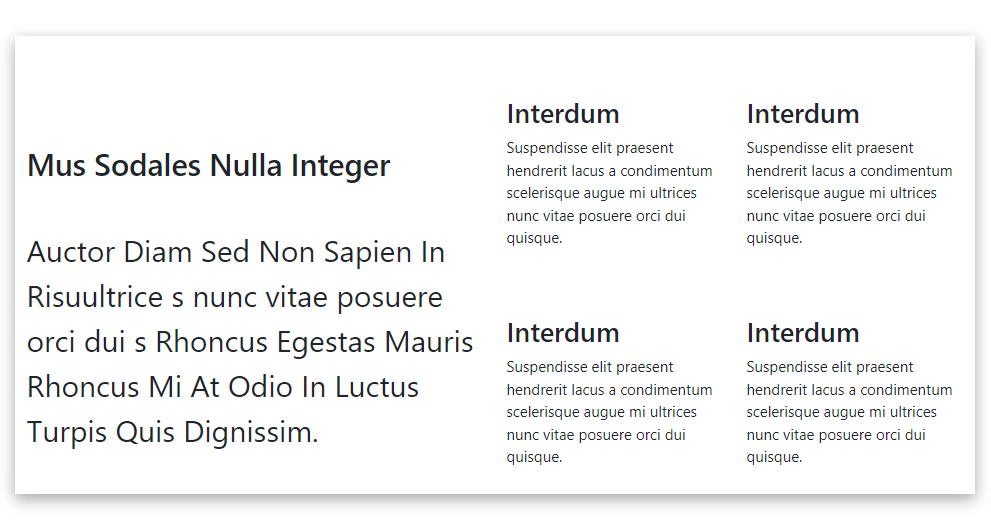 Mus Sodales Nulla Integer
Auctor Diam Sed Non Sapien In
Risuultrice s nunc vitae posuere
orci dui s Rhoncus Egestas Mauris
Rhoncus Mi At Odio In Luctus
Turpis Quis Dignissim.
Interdum
Suspendisse elit praesent
hendrerit lacus a condimentum
scelerisque augue mi ultrices
nunc vitae posuere orci dui
quisque.
Interdum
Suspendisse elit praesent
hendrerit lacus a condimentum
scelerisque augue mi ultrices
nunc vitae posuere orci dui
quisque.
Interdum
Suspendisse elit praesent
hendrerit lacus a condimentum
scelerisque augue mi ultrices
nunc vitae posuere orci dui
quisque.
Interdum
Suspendisse elit praesent
hendrerit lacus a condimentum
scelerisque augue mi ultrices
nunc vitae posuere orci dui
quisque.